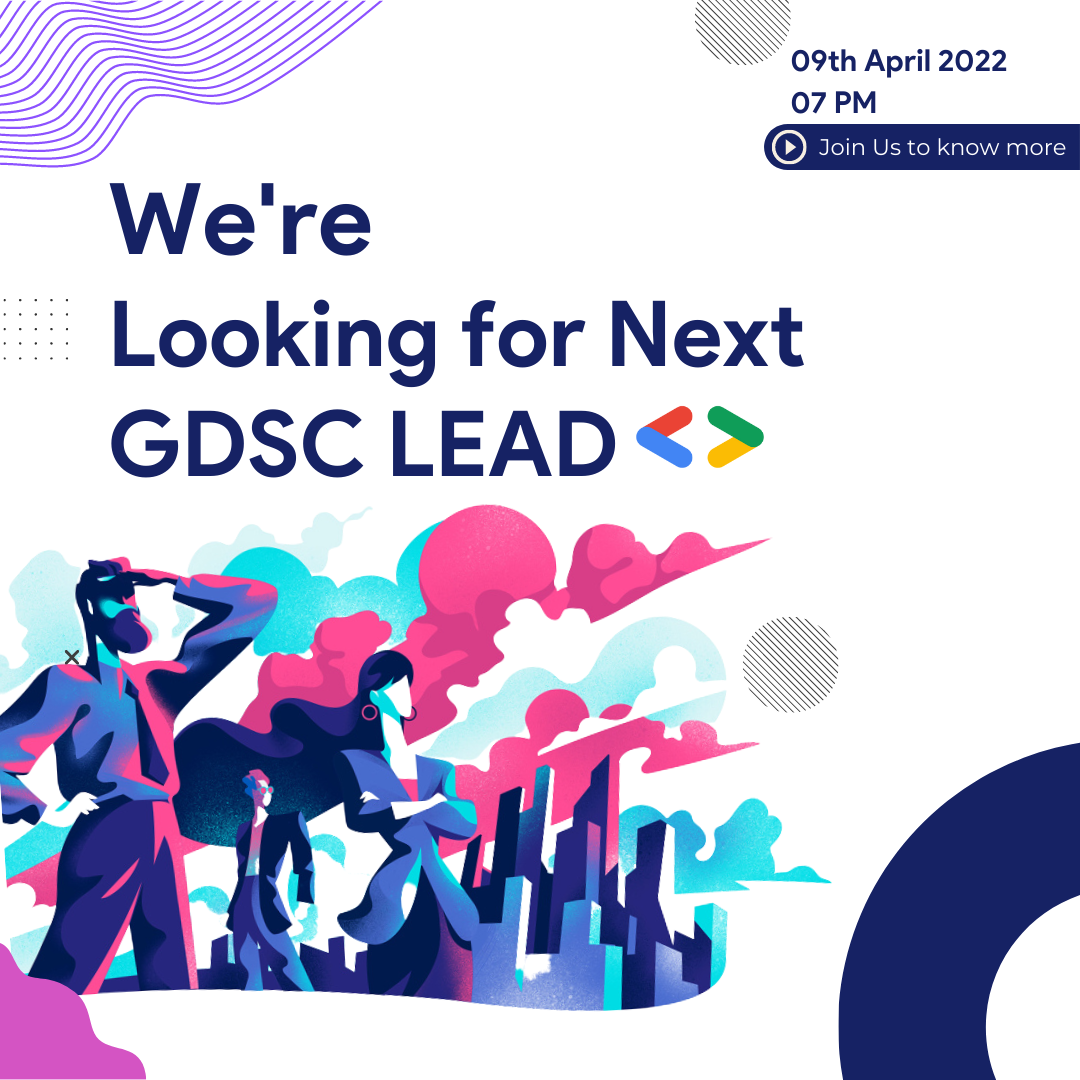 09th April 2022
07 PM
Join Us to know more
We're
Looking for Next
GDSC LEAD